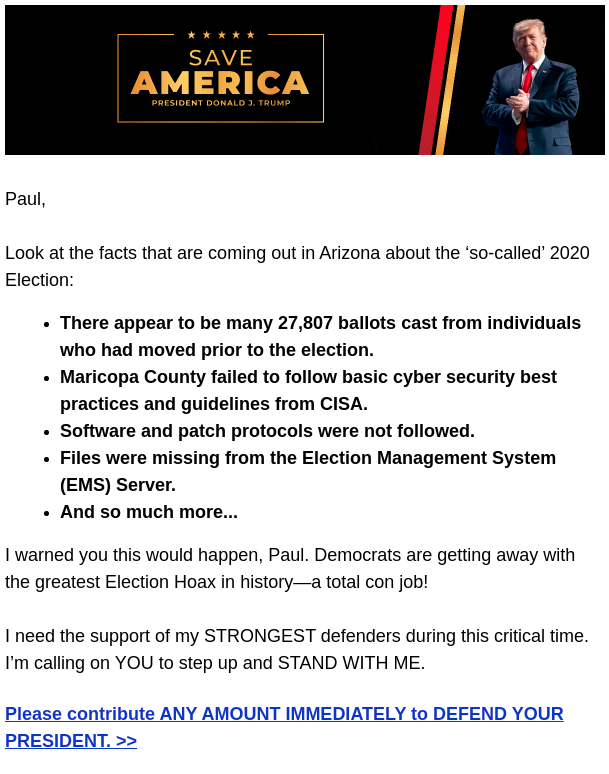 SAVE
AMERICA
PRESIDENT DONALD J. TRUMP
Paul,
Look at the facts that are coming out in Arizona about the ‘so-called’ 2020
Election:
• There appear to be many 27,807 ballots cast from individuals
who had moved prior to the election.
• Maricopa County failed to follow basic cyber security best
practices and guidelines from CISA.
• Software and patch protocols were not followed.
• Files were missing from the Election Management System
(EMS) Server.
• And so much more...
I warned you this would happen, Paul. Democrats are getting away with
the greatest Election Hoax in history—a total con job!
I need the support of my STRONGEST defenders during this critical time.
I’m calling on YOU to step up and STAND WITH ME.
Please contribute ANY AMOUNT IMMEDIATELY to DEFEND YOUR
PRESIDENT. >>